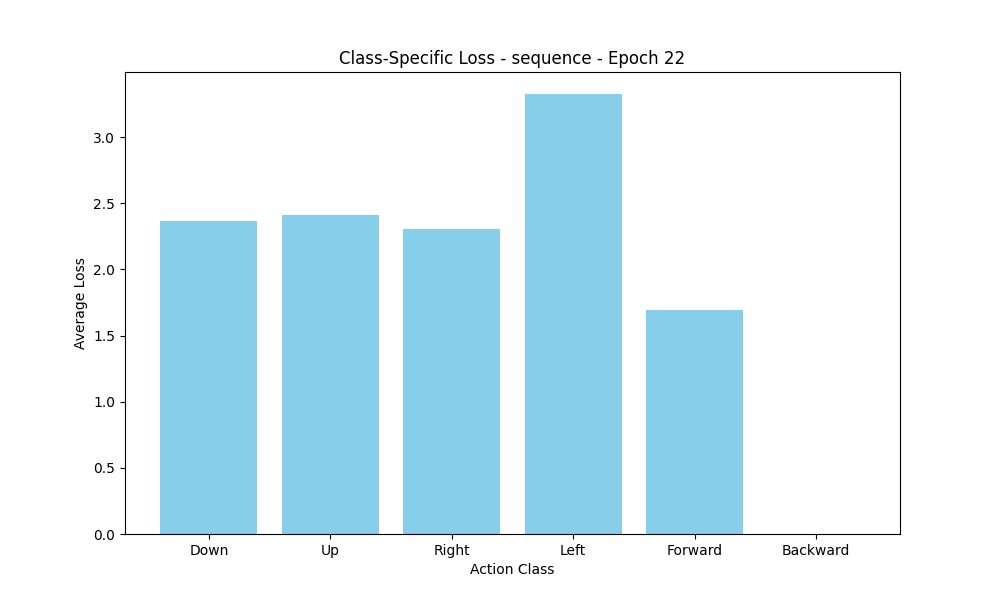 Class-Specific Loss - sequence - Epoch 22
Average Loss
3.0
2.5
2.0
1.5
1.0
0.5
0.0
Down Up Right Left Forward Backward
Action Class